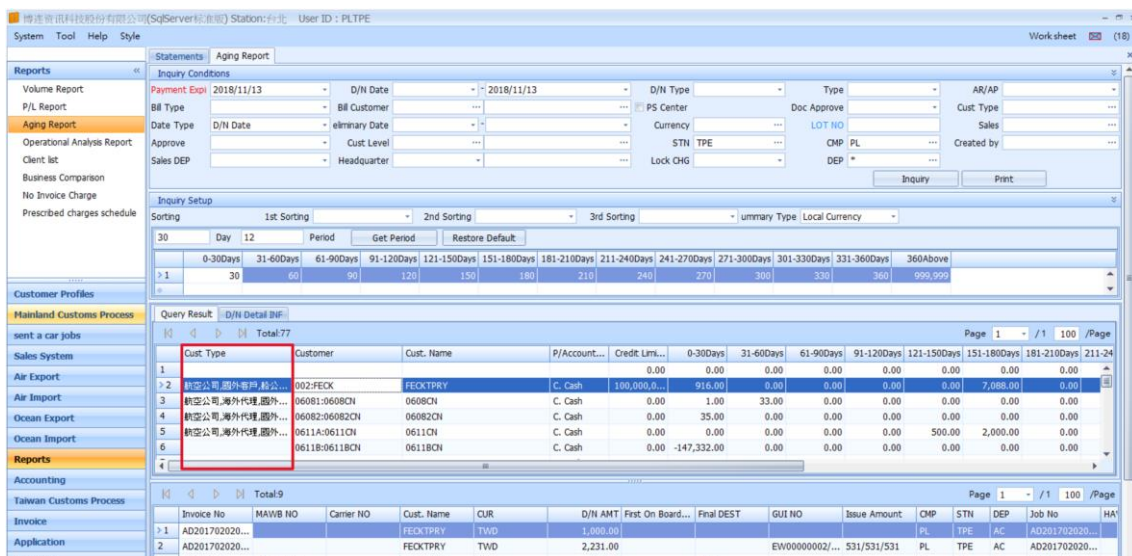 博連資訊科技股份有限公司(SqlServer标准版) Station:台北 User ID : PLTPE
System Tool Help Style
Work sheet (18)
Statements Aging Report
Reports
Volume Report
P/L Report
Aging Report
Operational Analysis Report
Client list
Business Comparison
No Invoice Charge
Prescribed charges schedule
Customer Profiles
Mainland Customs Process
sent a car jobs
Sales System
Air Export
Air Import
Ocean Export
Ocean Import
Reports
Accounting
Taiwan Customs Process
Invoice
Application
Inquiry Conditions
Payment Expi 2018/11/13 D/N Date - 2018/11/13 D/N Type Type AR/AP
Bill Type Bill Customer PS Center Doc Approve Cust Type
Date Type D/N Date eliminary Date - Currency LOT NO Sales
Approve Cust Level STN TPE CMP PL Created by
Sales DEP Headquarter Lock CHG DEP *
Inquiry Print
Inquiry Setup
Sorting 1st Sorting 2nd Sorting 3rd Sorting ummary Type Local Currency
30 Day 12 Period Get Period Restore Default
0-30Days 31-60Days 61-90Days 91-120Days 121-150Days 151-180Days 181-210Days 211-240Days 241-270Days 271-300Days 301-330Days 331-360Days 360Above
>1 30 60 90 120 150 180 210 240 270 300 330 360 999,999
Query Result D/N Detail INF
Total:77 Page 1 / 1 100 /Page
Cust Type Customer Cust. Name P/Account... Credit Limi... 0-30Days 31-60Days 61-90Days 91-120Days 121-150Days 151-180Days 181-210Days 211-24
1 0.00 0.00 0.00 0.00 0.00 0.00 0.00 0.00
>2 航空公司,國外客戶,船公... 002:FECK FECKTPRY C. Cash 100,000,0... 916.00 0.00 0.00 0.00 0.00 7,088.00 0.00
3 航空公司,海外代理,國外... 06081:0608CN 0608CN C. Cash 0.00 1.00 33.00 0.00 0.00 0.00 0.00 0.00
4 航空公司,海外代理,國外... 06082:06082CN 06082CN C. Cash 0.00 35.00 0.00 0.00 0.00 0.00 0.00 0.00
5 航空公司,海外代理,國外... 0611A:0611CN 0611CN C. Cash 0.00 0.00 0.00 0.00 0.00 500.00 2,000.00 0.00
6 0611B:0611BCN 0611BCN C. Cash 0.00 -147,332.00 0.00 0.00 0.00 0.00 0.00 0.00
Total:9 Page 1 / 1 100 /Page
Invoice No MAWB NO Carrier NO Cust. Name CUR D/N AMT First On Board... Final DEST GUI NO Issue Amount CMP STN DEP Job No
>1 AD201702020... FECKTPRY TWD 1,000.00 PL TPE AC AD201702020...
2 AD201702020... FECKTPRY TWD 2,231.00 EW00000002/... 531/531/531 PL TPE AC AD201702020...